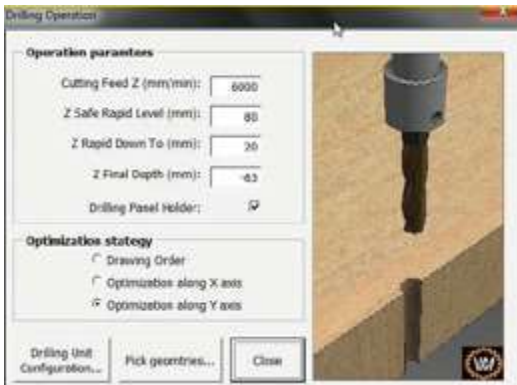 Drilling Operation
Operation paramters
Cutting Feed Z (mm/min): 6000
Z Safe Rapid Level (mm): 80
Z Rapid Down To (mm): 20
Z Final Depth (mm): -63
Drilling Panel Holder:
Optimization stategy
Drawing Order
Optimization along X axis
Optimization along Y axis
Drilling Unit
Configuration...
Pick geomtries...
Close